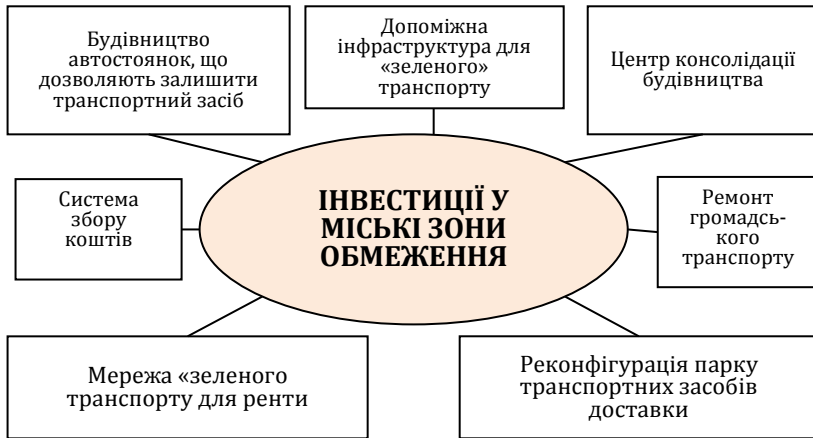 Будівництво
автостоянок, що
дозволяють залишити
транспортний засіб
Допоміжна
інфраструктура для
«зеленого»
транспорту
Центр консолідації
будівництва
Система
збору
коштів
ІНВЕСТИЦІЇ У
МІСЬКІ ЗОНИ
ОБМЕЖЕННЯ
Ремонт
громадсь-
кого
транспорту
Мережа «зеленого
транспорту для ренти
Реконфігурація парку
транспортних засобів
доставки